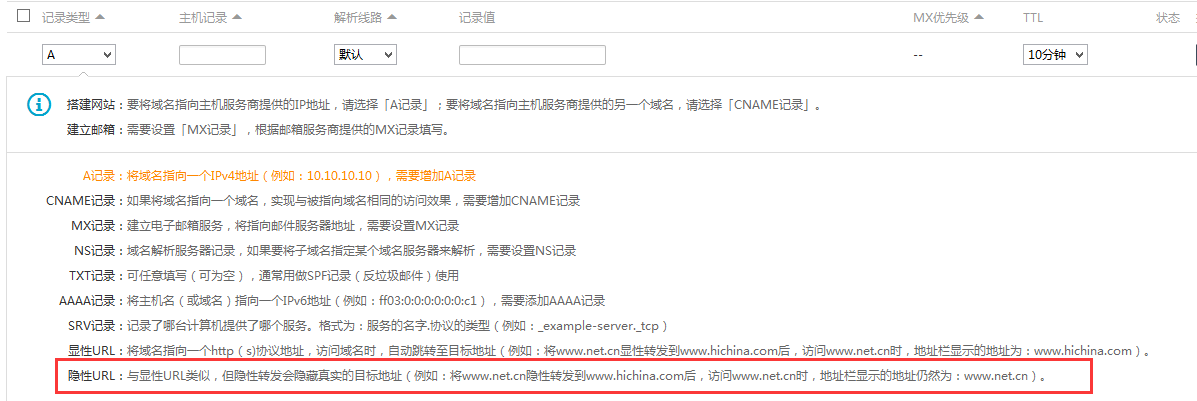 记录类型 主机记录 解析线路 记录值 MX优先级 TTL 状态
A 默认 -- 10分钟
搭建网站：要将域名指向主机服务商提供的IP地址，请选择「A记录」；要将域名指向主机服务商提供的另一个域名，请选择「CNAME记录」。
建立邮箱：需要设置「MX记录」，根据邮箱服务商提供的MX记录填写。
A记录：将域名指向一个IPv4地址（例如：10.10.10.10），需要增加A记录
CNAME记录：如果将域名指向一个域名，实现与被指向域名相同的访问效果，需要增加CNAME记录
MX记录：建立电子邮箱服务，将指向邮件服务器地址，需要设置MX记录
NS记录：域名解析服务器记录，如果要将子域名指定某个域名服务器来解析，需要设置NS记录
TXT记录：可任意填写（可为空），通常用做SPF记录（反垃圾邮件）使用
AAAA记录：将主机名（或域名）指向一个IPv6地址（例如：ff03:0:0:0:0:0:0:c1），需要添加AAAA记录
SRV记录：记录了哪台计算机提供了哪个服务。格式为：服务的名字.协议的类型（例如：_example-server._tcp）
显性URL：将域名指向一个http（s)协议地址，访问域名时，自动跳转至目标地址（例如：将www.net.cn显性转发到www.hichina.com后，访问www.net.cn时，地址栏显示的地址为：www.hichina.com）。
隐性URL：与显性URL类似，但隐性转发会隐藏真实的目标地址（例如：将www.net.cn隐性转发到www.hichina.com后，访问www.net.cn时，地址栏显示的地址仍然为：www.net.cn）。